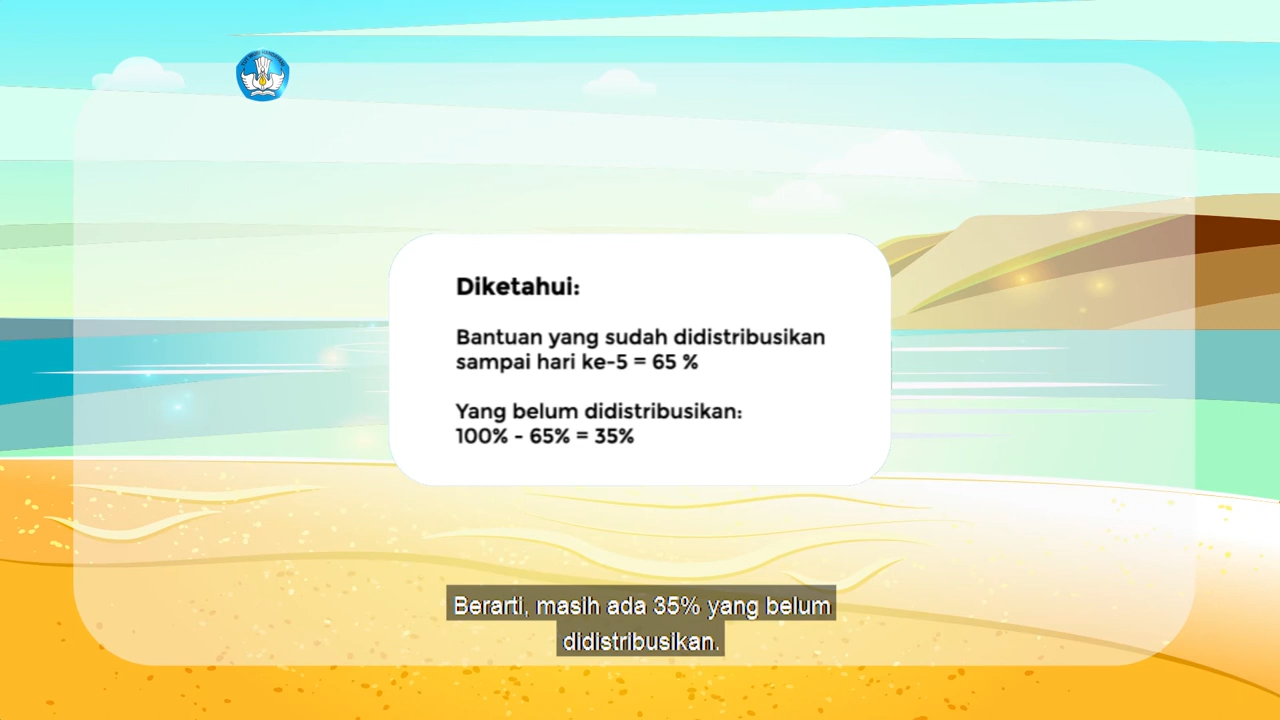 Diketahui:
Bantuan yang sudah didistribusikan
sampai hari ke-5 = 65 %
Yang belum didistribusikan:
100% - 65% = 35%
Berarti, masih ada 35% yang belum
didistribusikan.